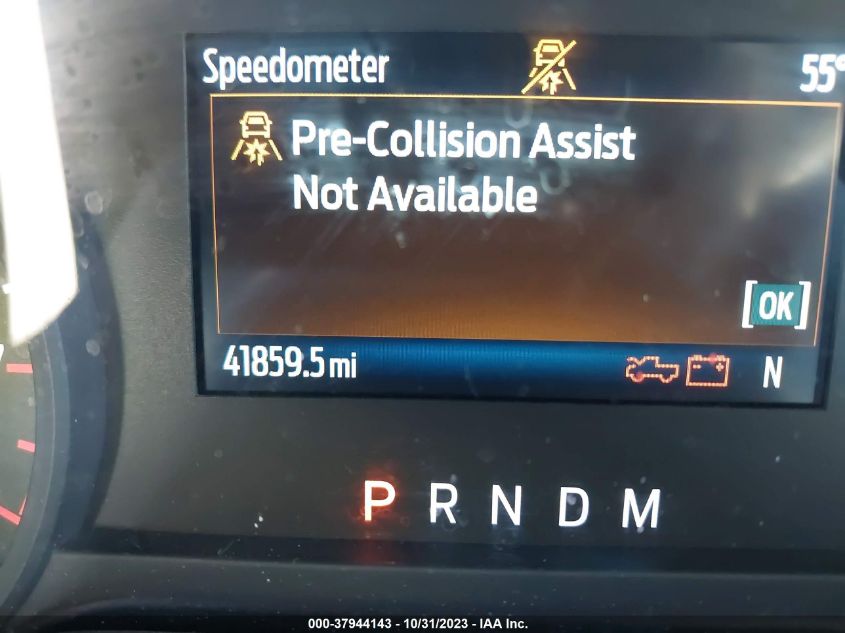 Speedometer 55°
Pre-Collision Assist
Not Available
[OK]
41859.5 mi N
P R N D M
000-37944143 - 10/31/2023 - IAA Inc.